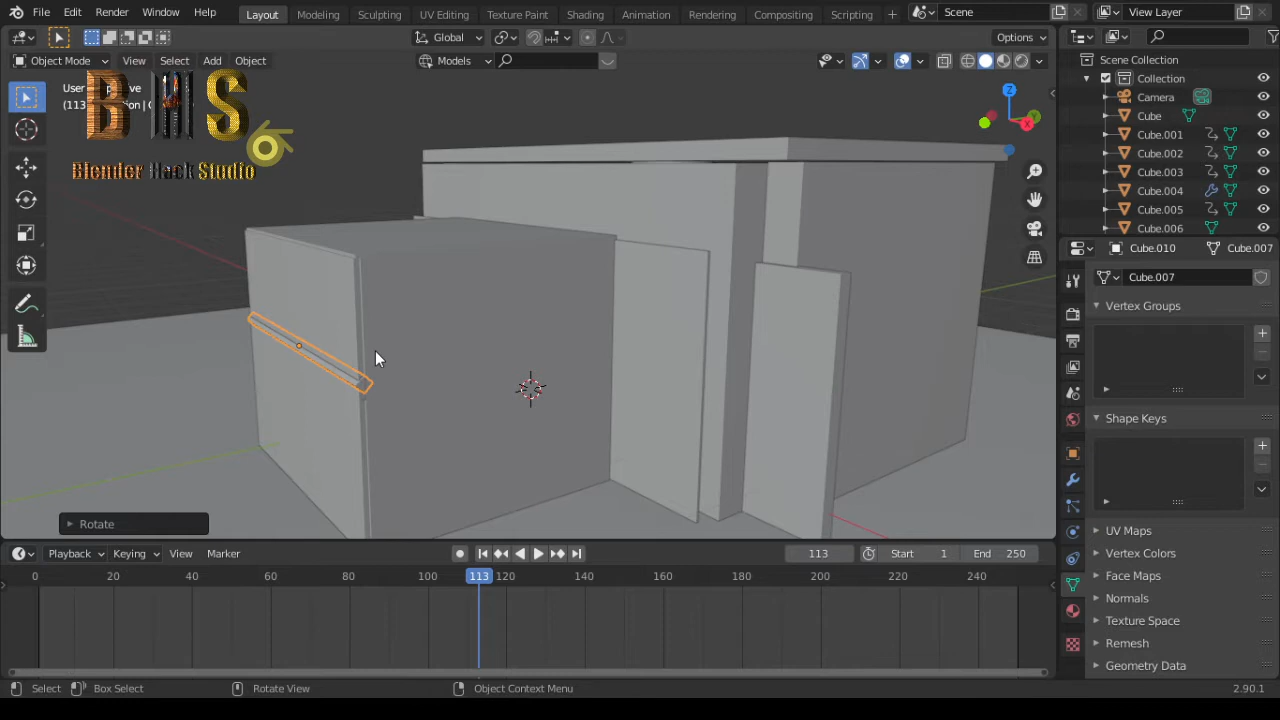 File Edit Render Window Help Layout Modeling Sculpting UV Editing Texture Paint Shading Animation Rendering Compositing Scripting + Scene View Layer
Global Options
Object Mode View Select Add Object Models
BHS
Blender Hack Studio
(113
Rotate
Scene Collection
Collection
Camera
Cube
Cube.001
Cube.002
Cube.003
Cube.004
Cube.005
Cube.006
Cube.010 Cube.007
Cube.007
Vertex Groups
Shape Keys
UV Maps
Vertex Colors
Face Maps
Normals
Texture Space
Remesh
Geometry Data
Playback Keying View Marker 113 Start 1 End 250
0 20 40 60 80 100 113 120 140 160 180 200 220 240
Select Box Select Rotate View Object Context Menu 2.90.1